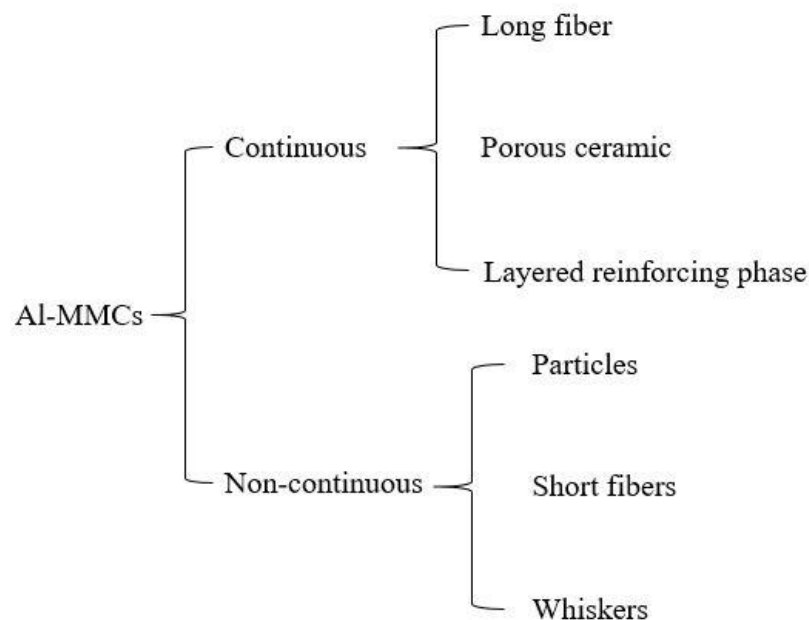 Al-MMCs
Continuous
Long fiber
Porous ceramic
Layered reinforcing phase
Non-continuous
Particles
Short fibers
Whiskers